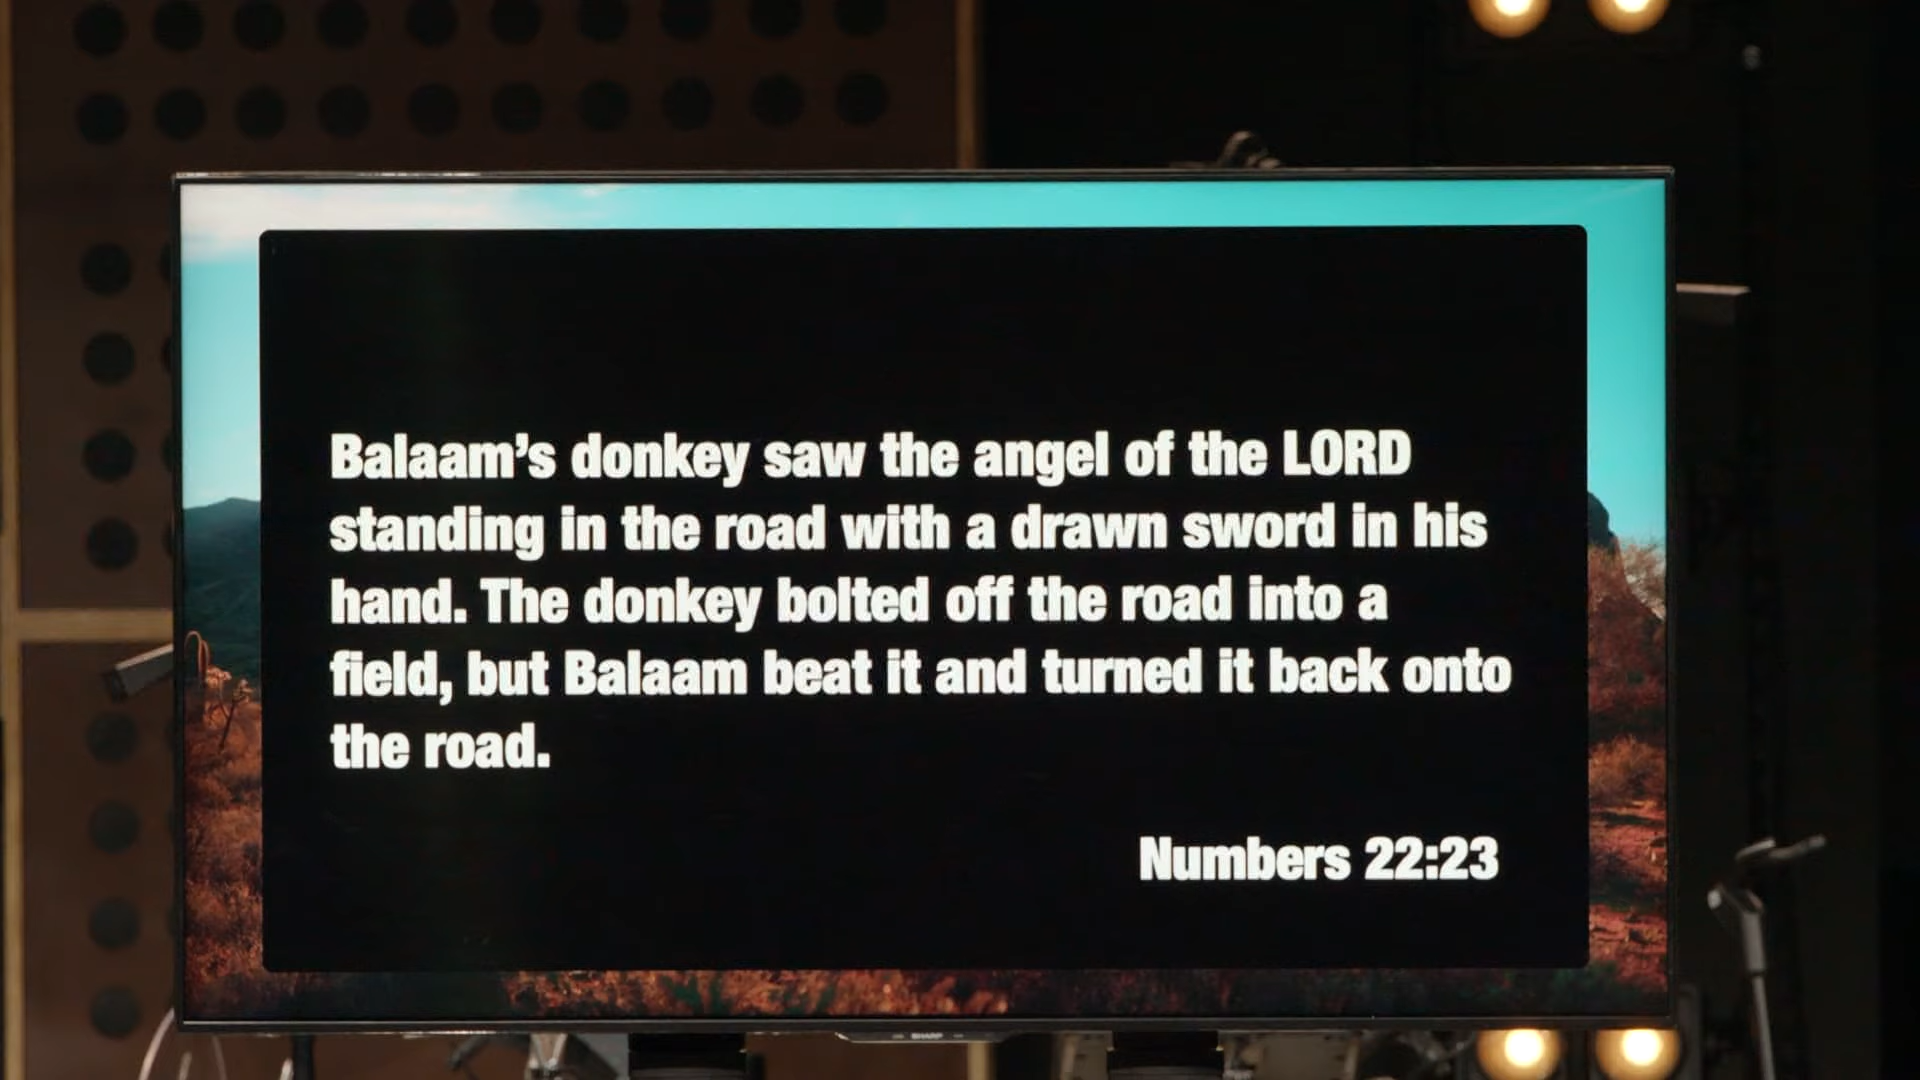 Balaam’s donkey saw the angel of the LORD
standing in the road with a drawn sword in his
hand. The donkey bolted off the road into a
field, but Balaam beat it and turned it back onto
the road.
Numbers 22:23
SHARP